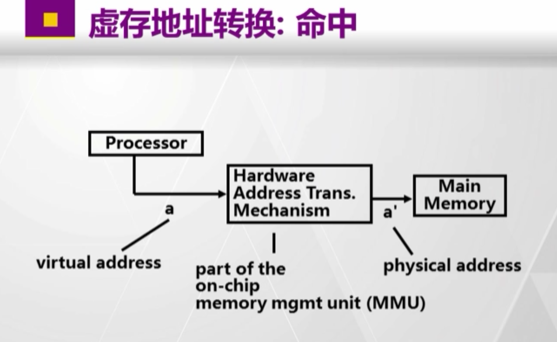 虚存地址转换: 命中
Processor
Hardware
Address Trans.
Mechanism
Main
Memory
a
a'
virtual address
part of the
on-chip
memory mgmt unit (MMU)
physical address